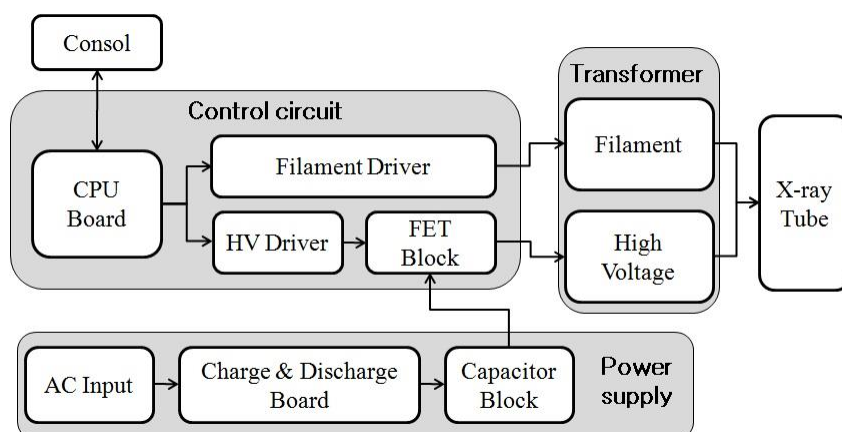 Consol
Transformer
Control circuit
CPU
Board
Filament Driver
Filament
HV Driver
FET
Block
High
Voltage
X-ray
Tube
AC Input
Charge & Discharge
Board
Capacitor
Block
Power
supply